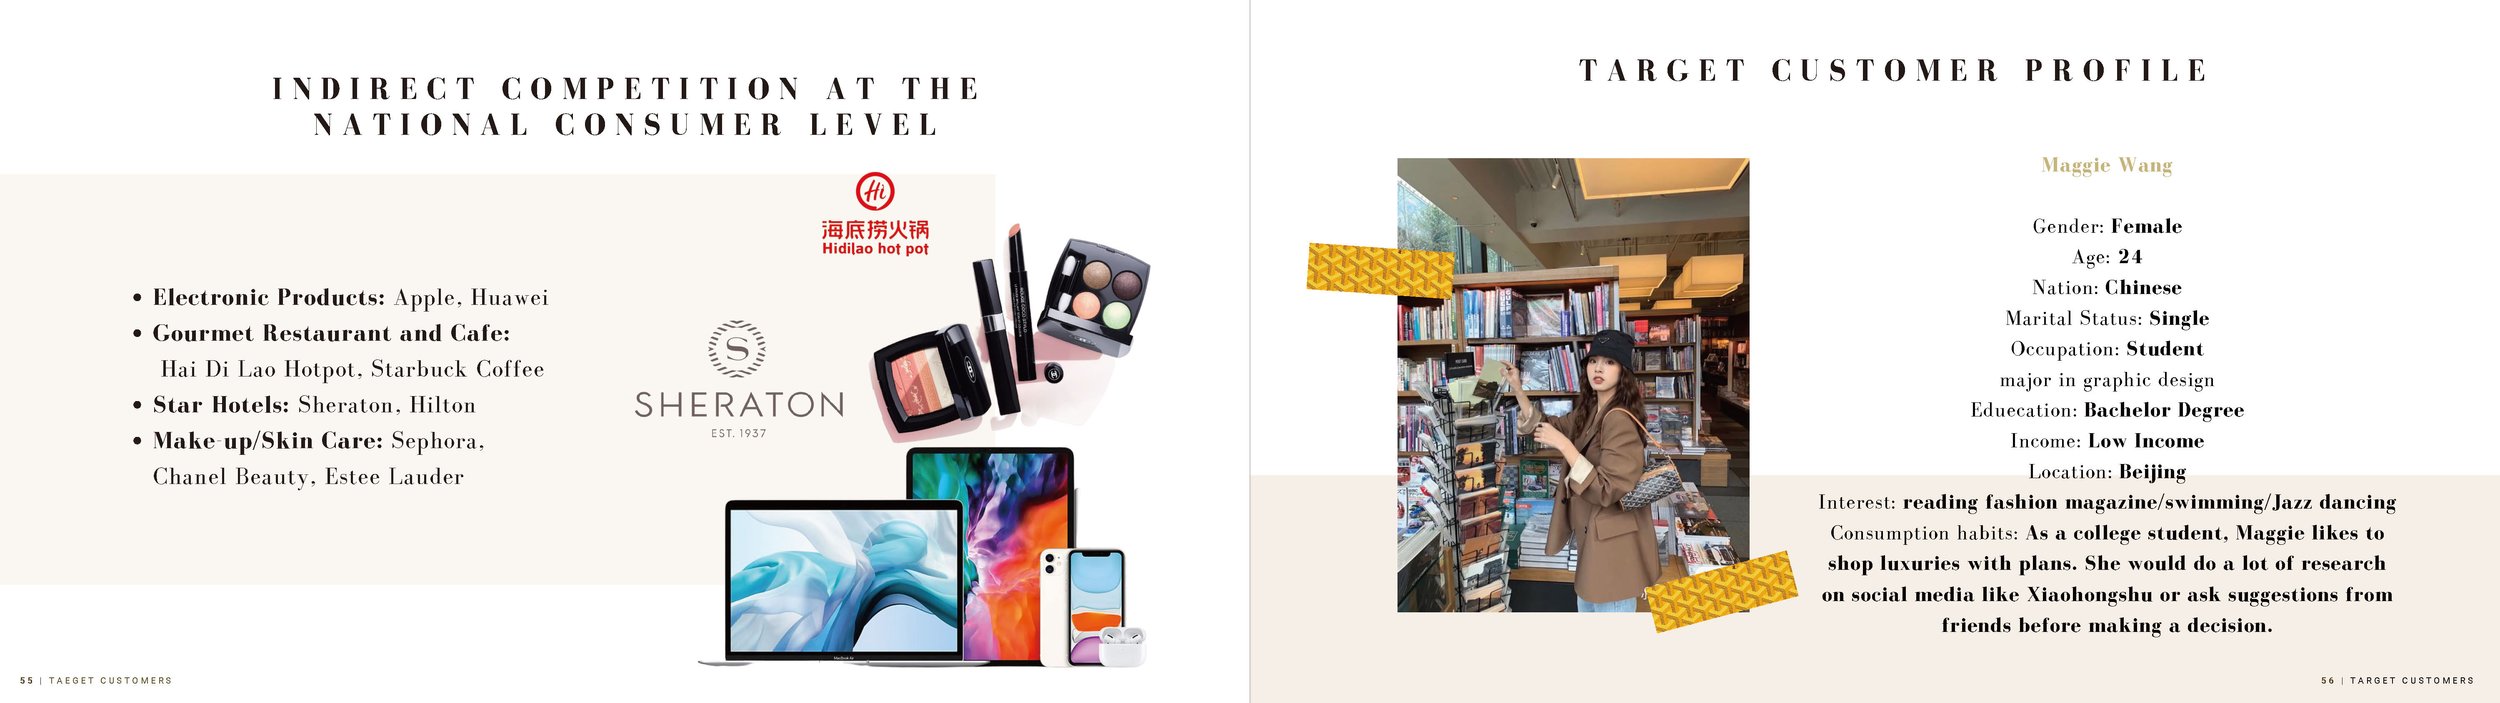 INDIRECT COMPETITION AT THE
NATIONAL CONSUMER LEVEL
Hi
海底捞火锅
Hidilao hot pot
• Electronic Products: Apple, Huawei
• Gourmet Restaurant and Cafe:
Hai Di Lao Hotpot, Starbuck Coffee
• Star Hotels: Sheraton, Hilton
• Make-up/Skin Care: Sephora,
Chanel Beauty, Estee Lauder
S
SHERATON
EST. 1937
MacBook Air
55 | TAEGET CUSTOMERS
TARGET CUSTOMER PROFILE
Maggie Wang
Gender: Female
Age: 24
Nation: Chinese
Marital Status: Single
Occupation: Student
major in graphic design
Eduecation: Bachelor Degree
Income: Low Income
Location: Beijing
Interest: reading fashion magazine/swimming/Jazz dancing
Consumption habits: As a college student, Maggie likes to
shop luxuries with plans. She would do a lot of research
on social media like Xiaohongshu or ask suggestions from
friends before making a decision.
56 | TARGET CUSTOMERS